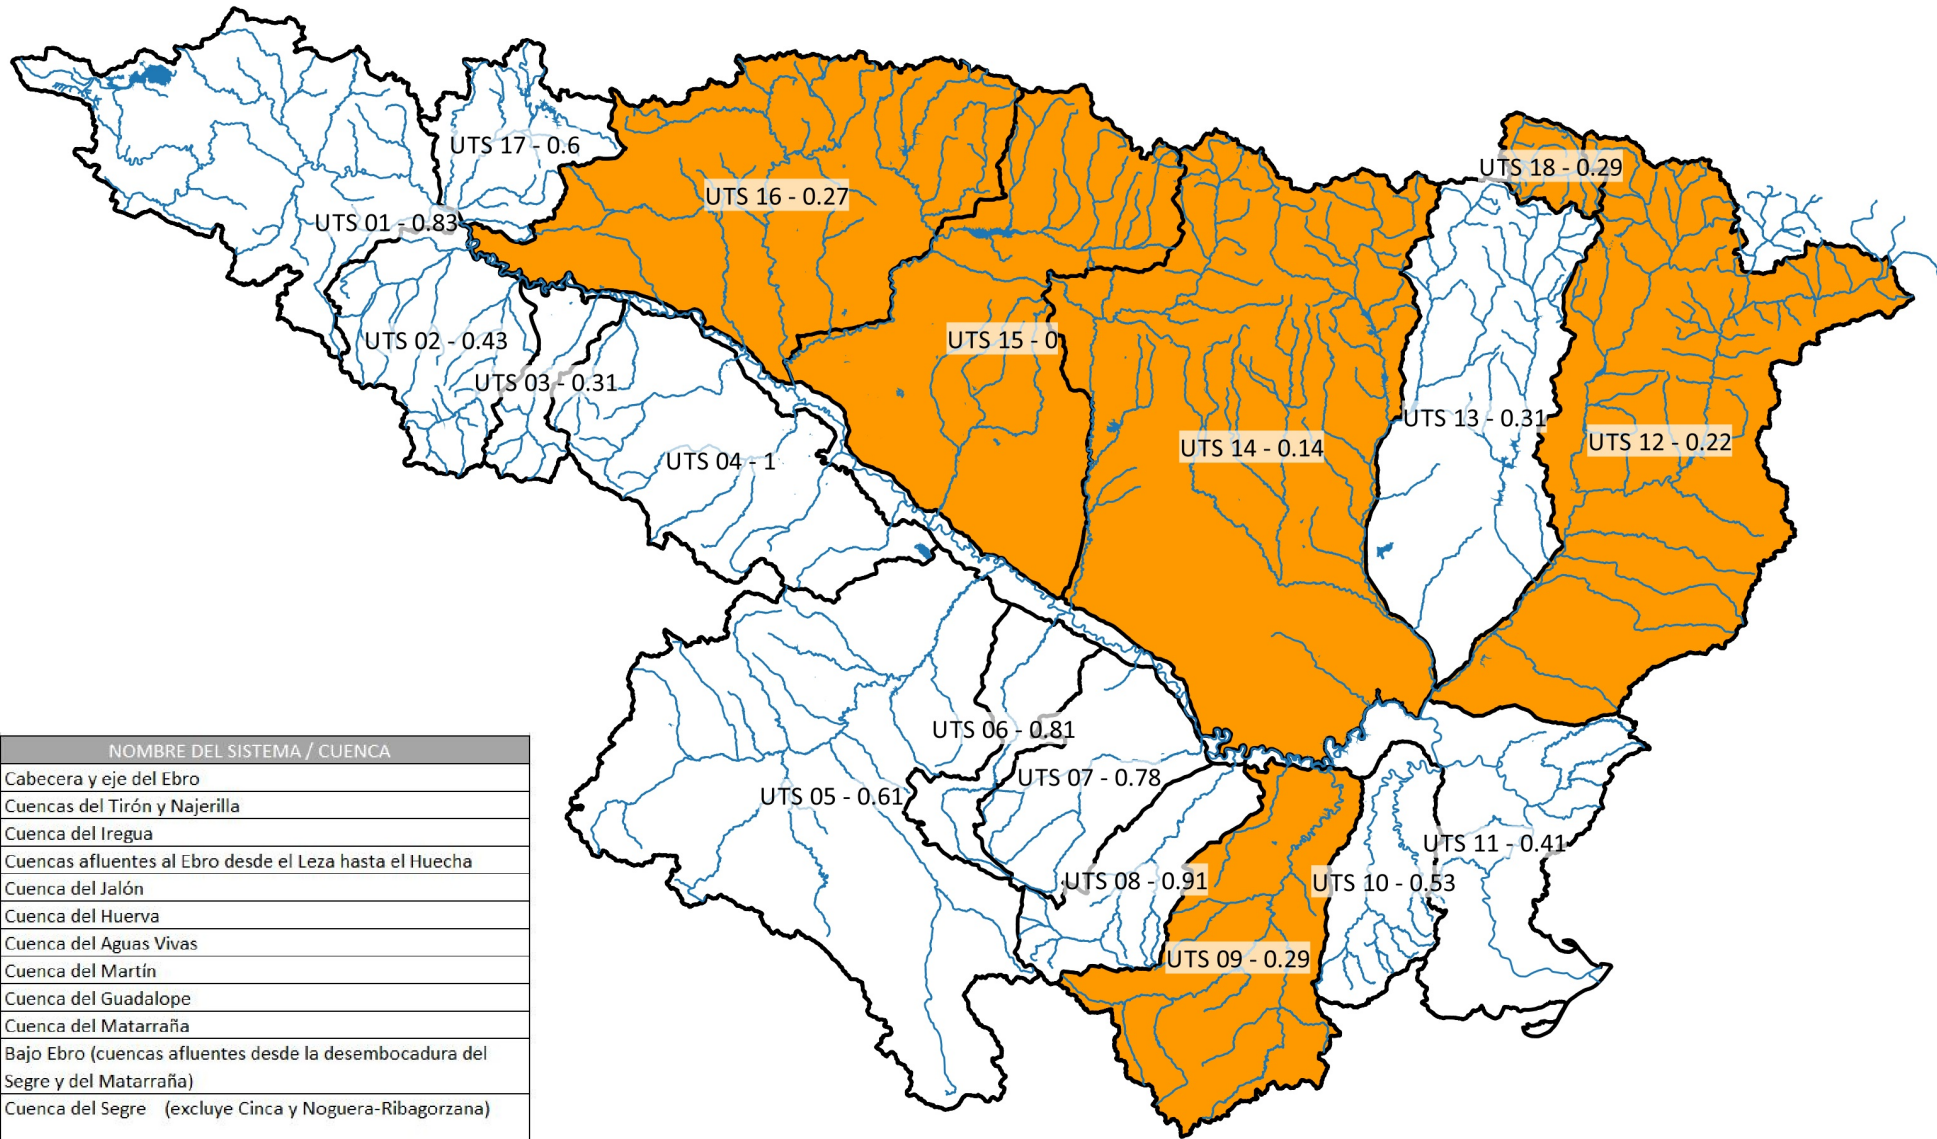 UTS 17 - 0.6
UTS 18 - 0.29
UTS 16 - 0.27
UTS 01 - 0.83
UTS 02 - 0.43
UTS 15 - 0
UTS 03 - 0.31
UTS 13 - 0.31
UTS 12 - 0.22
UTS 14 - 0.14
UTS 04 - 1
UTS 06 - 0.81
UTS 07 - 0.78
UTS 05 - 0.61
UTS 11 - 0.41
UTS 08 - 0.91
UTS 10 - 0.53
UTS 09 - 0.29
NOMBRE DEL SISTEMA / CUENCA
Cabecera y eje del Ebro
Cuencas del Tirón y Najerilla
Cuenca del Iregua
Cuencas afluentes al Ebro desde el Leza hasta el Huecha
Cuenca del Jalón
Cuenca del Huerva
Cuenca del Aguas Vivas
Cuenca del Martín
Cuenca del Guadalope
Cuenca del Matarraña
Bajo Ebro (cuencas afluentes desde la desembocadura del
Segre y del Matarraña)
Cuenca del Segre (excluye Cinca y Noguera-Ribagorzana)